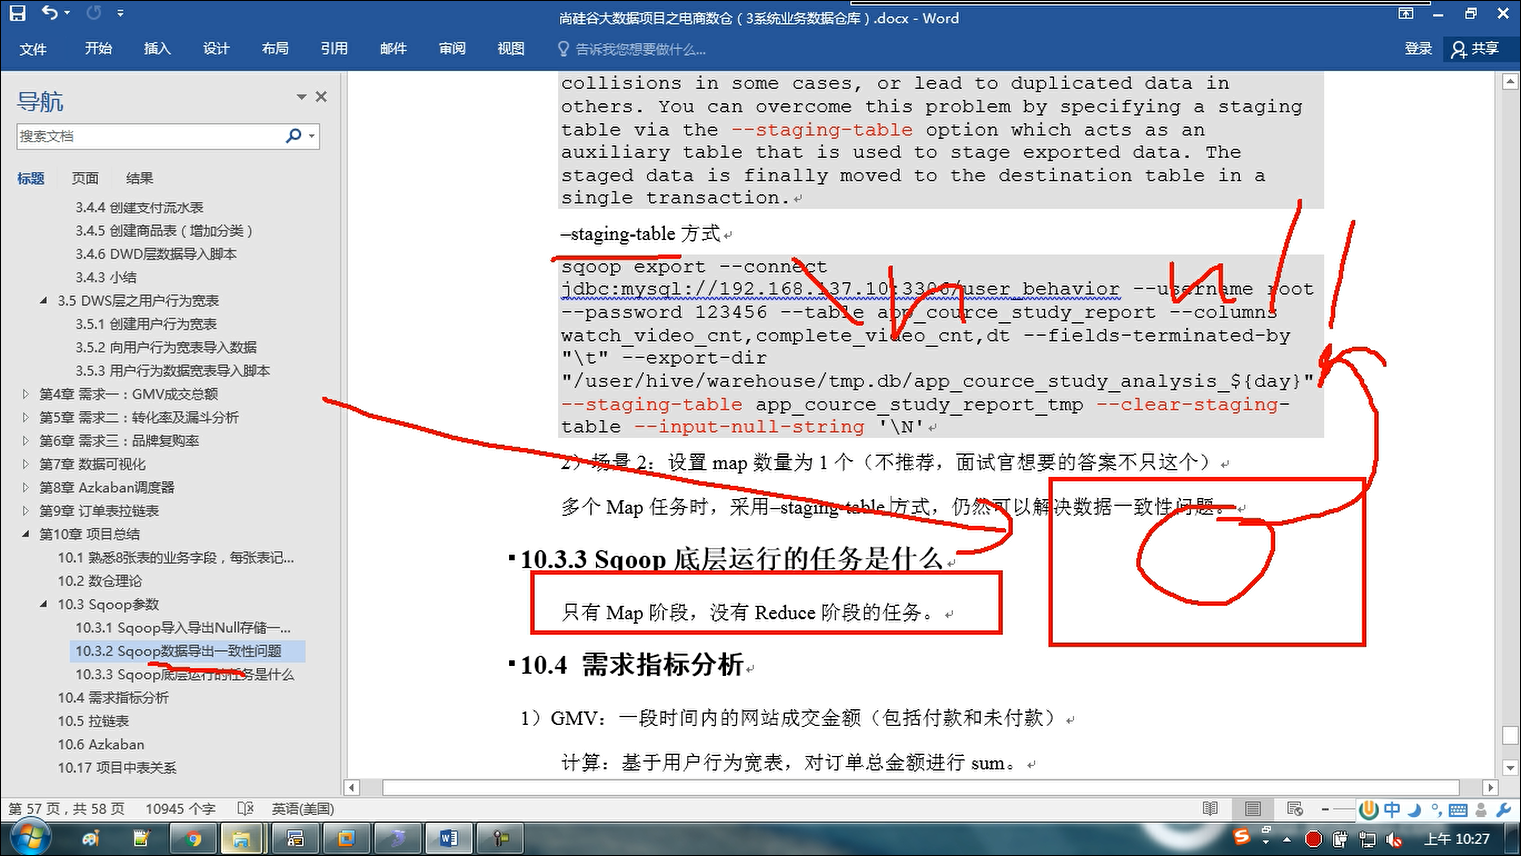 尚硅谷大数据项目之电商数仓（3系统业务数据仓库）.docx - Word
文件 开始 插入 设计 布局 引用 邮件 审阅 视图 告诉我您想要做什么... 登录 共享
导航
搜索文档
标题 页面 结果
3.4.4 创建支付流水表
3.4.5 创建商品表（增加分类）
3.4.6 DWD层数据导入脚本
3.4.3 小结
3.5 DWS层之用户行为宽表
3.5.1 创建用户行为宽表
3.5.2 向用户行为宽表导入数据
3.5.3 用户行为数据宽表导入脚本
第4章 需求一：GMV成交总额
第5章 需求二：转化率及漏斗分析
第6章 需求三：品牌复购率
第7章 数据可视化
第8章 Azkaban调度器
第9章 订单表拉链表
第10章 项目总结
10.1 熟悉8张表的业务字段，每张表记...
10.2 数仓理论
10.3 Sqoop参数
10.3.1 Sqoop导入导出Null存储一...
10.3.2 Sqoop数据导出一致性问题
10.3.3 Sqoop底层运行的任务是什么
10.4 需求指标分析
10.5 拉链表
10.6 Azkaban
10.17 项目中表关系
collisions in some cases, or lead to duplicated data in
others. You can overcome this problem by specifying a staging
table via the --staging-table option which acts as an
auxiliary table that is used to stage exported data. The
staged data is finally moved to the destination table in a
single transaction.
–staging-table 方式
sqoop export --connect
jdbc:mysql://192.168.137.10:3306/user_behavior --username root
--password 123456 --table app_cource_study_report --columns
watch_video_cnt,complete_video_cnt,dt --fields-terminated-by
"\t" --export-dir
"/user/hive/warehouse/tmp.db/app_cource_study_analysis_${day}"
--staging-table app_cource_study_report_tmp --clear-staging-
table --input-null-string '\N'
2）场景 2：设置 map 数量为 1 个（不推荐，面试官想要的答案不只这个）
多个 Map 任务时，采用–staging-table 方式，仍然可以解决数据一致性问题。
10.3.3 Sqoop 底层运行的任务是什么
只有 Map 阶段，没有 Reduce 阶段的任务。
10.4 需求指标分析
1）GMV：一段时间内的网站成交金额（包括付款和未付款）
计算：基于用户行为宽表，对订单总金额进行 sum。
第 57 页，共 58 页 10945 个字 英语(美国)
中
上午 10:27